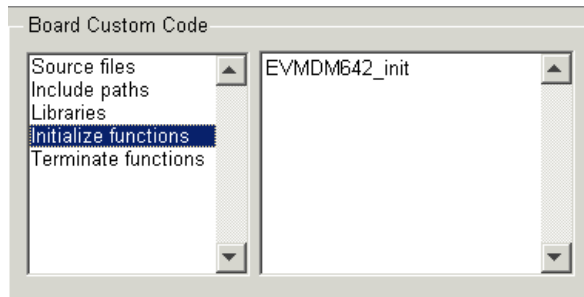 Board Custom Code
Source files
Include paths
Libraries
Initialize functions
Terminate functions
EVMDM642_init